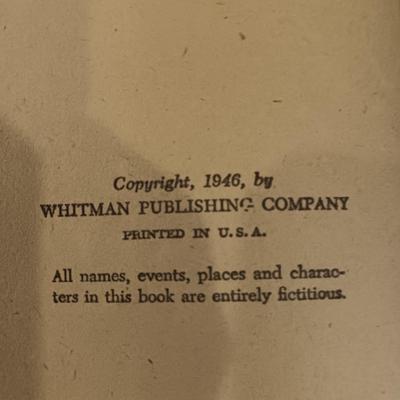 Copyright, 1946, by
WHITMAN PUBLISHING COMPANY
PRINTED IN U.S.A.
All names, events, places and charac-
ters in this book are entirely fictitious.